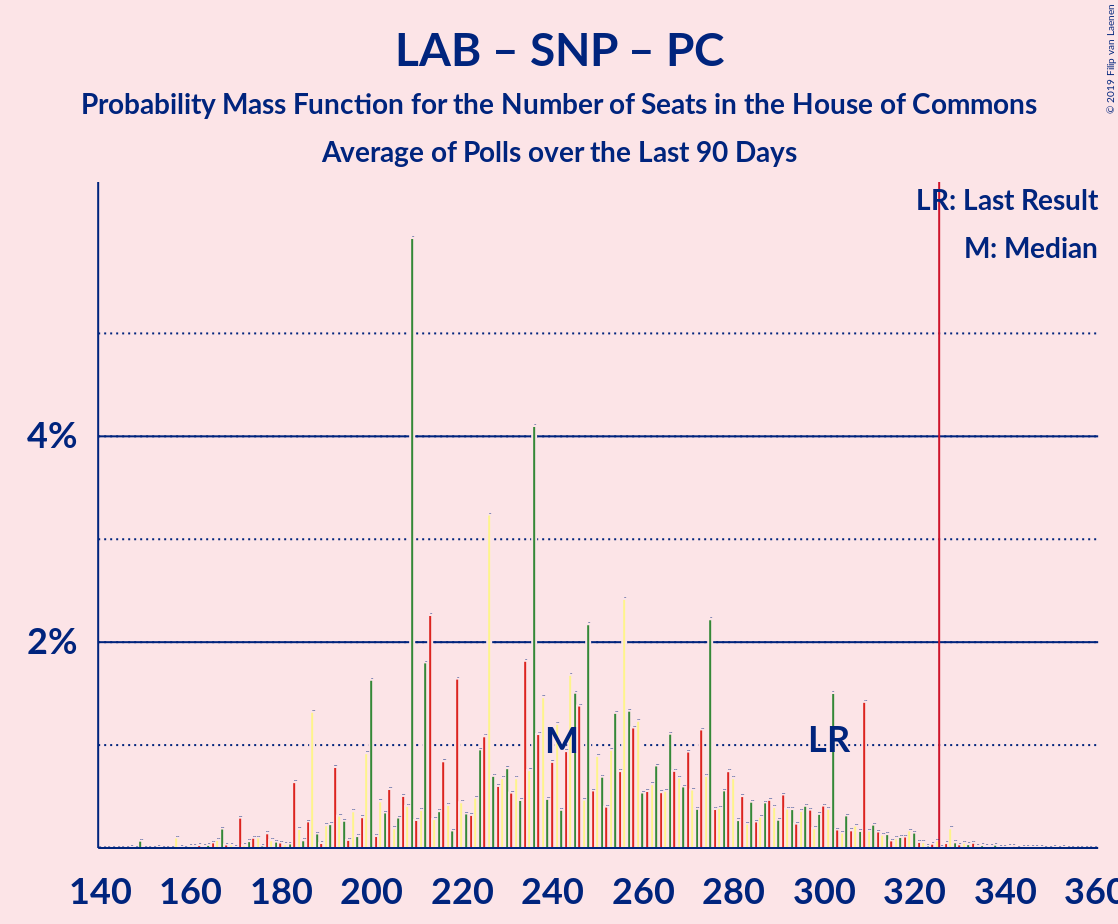 LAB – SNP – PC
Probability Mass Function for the Number of Seats in the House of Commons
Average of Polls over the Last 90 Days
© 2019 Filip van Laenen
LR: Last Result
M: Median
4%
2%
M
LR
140 160 180 200 220 240 260 280 300 320 340 360